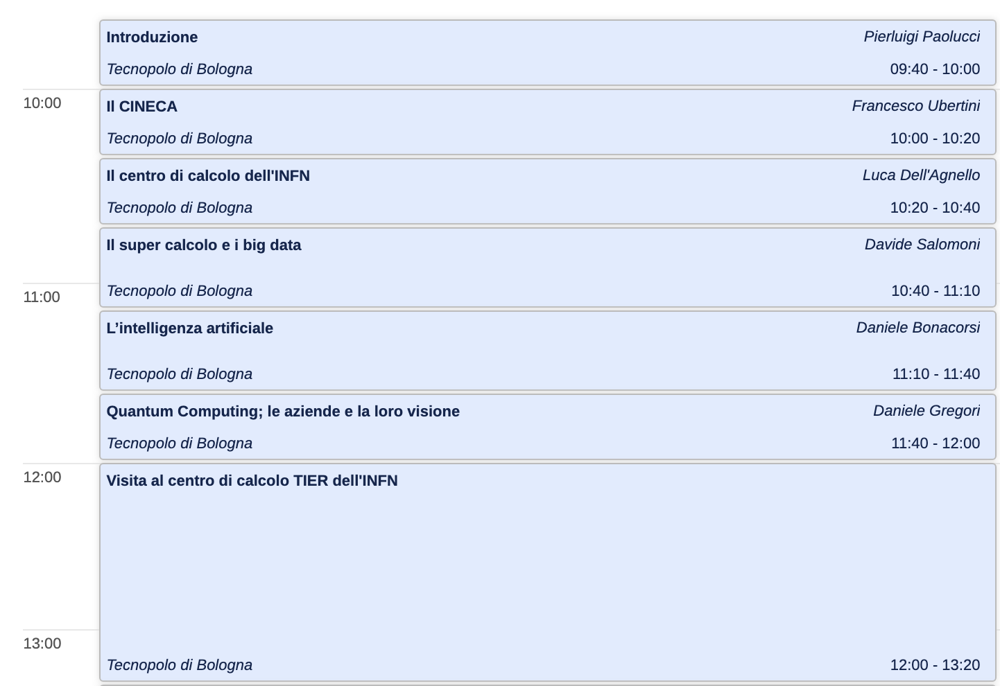 Introduzione Pierluigi Paolucci
Tecnopolo di Bologna 09:40 - 10:00
10:00
Il CINECA Francesco Ubertini
Tecnopolo di Bologna 10:00 - 10:20
Il centro di calcolo dell'INFN Luca Dell'Agnello
Tecnopolo di Bologna 10:20 - 10:40
Il super calcolo e i big data Davide Salomoni
Tecnopolo di Bologna 10:40 - 11:10
11:00
L’intelligenza artificiale Daniele Bonacorsi
Tecnopolo di Bologna 11:10 - 11:40
Quantum Computing; le aziende e la loro visione Daniele Gregori
Tecnopolo di Bologna 11:40 - 12:00
12:00
Visita al centro di calcolo TIER dell'INFN
13:00
Tecnopolo di Bologna 12:00 - 13:20